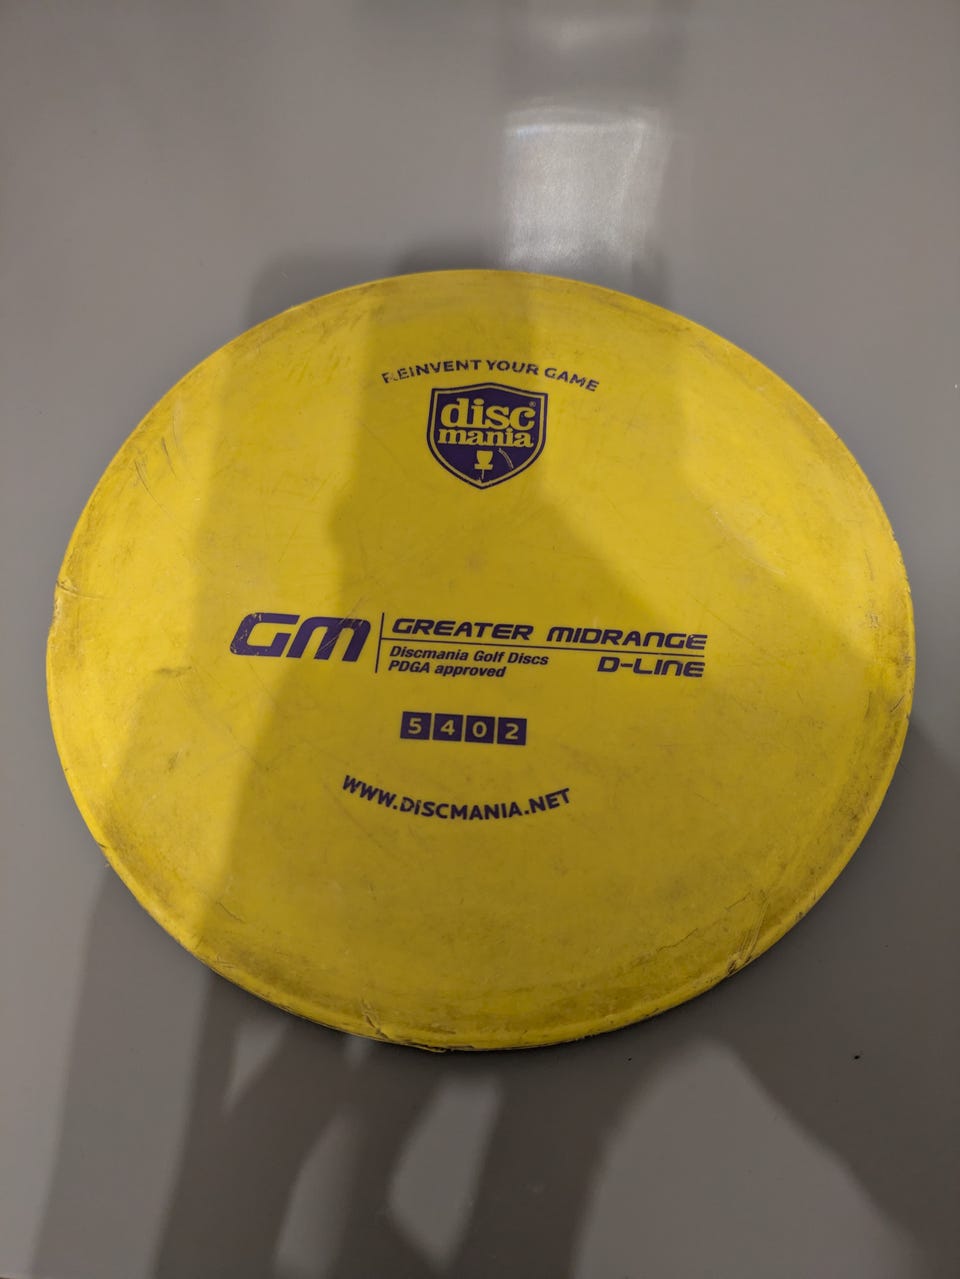 REINVENT YOUR GAME
disc®
mania
GM
GREATER MIDRANGE
Discmania Golf Discs
PDGA approved
D-LINE
5 4 0 2
WWW.DiSCMANIA.NET